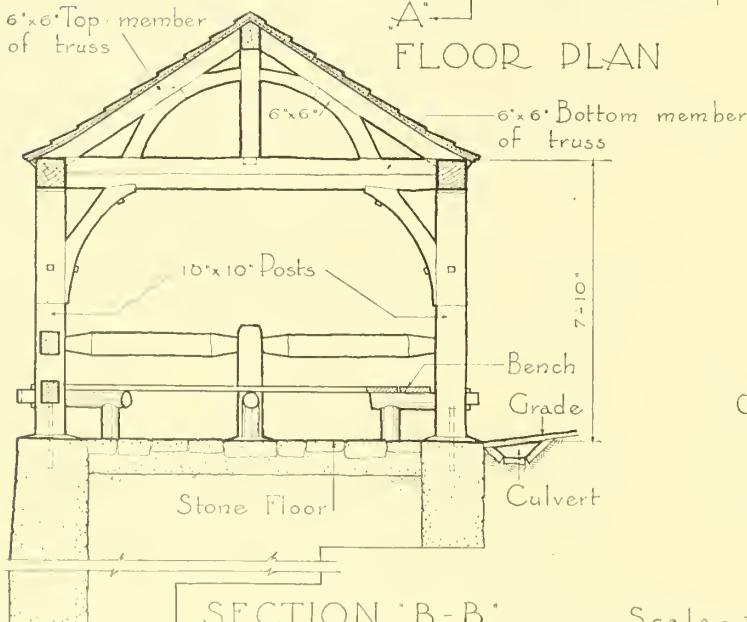 "A"
FLOOR PLAN
6"x6" Top member
of truss
6"x6"
6"x6" Bottom member
of truss
10"x10" Posts
7-10"
Bench
Grade
Culvert
Stone Floor
SECTION "B-B"
Scale-